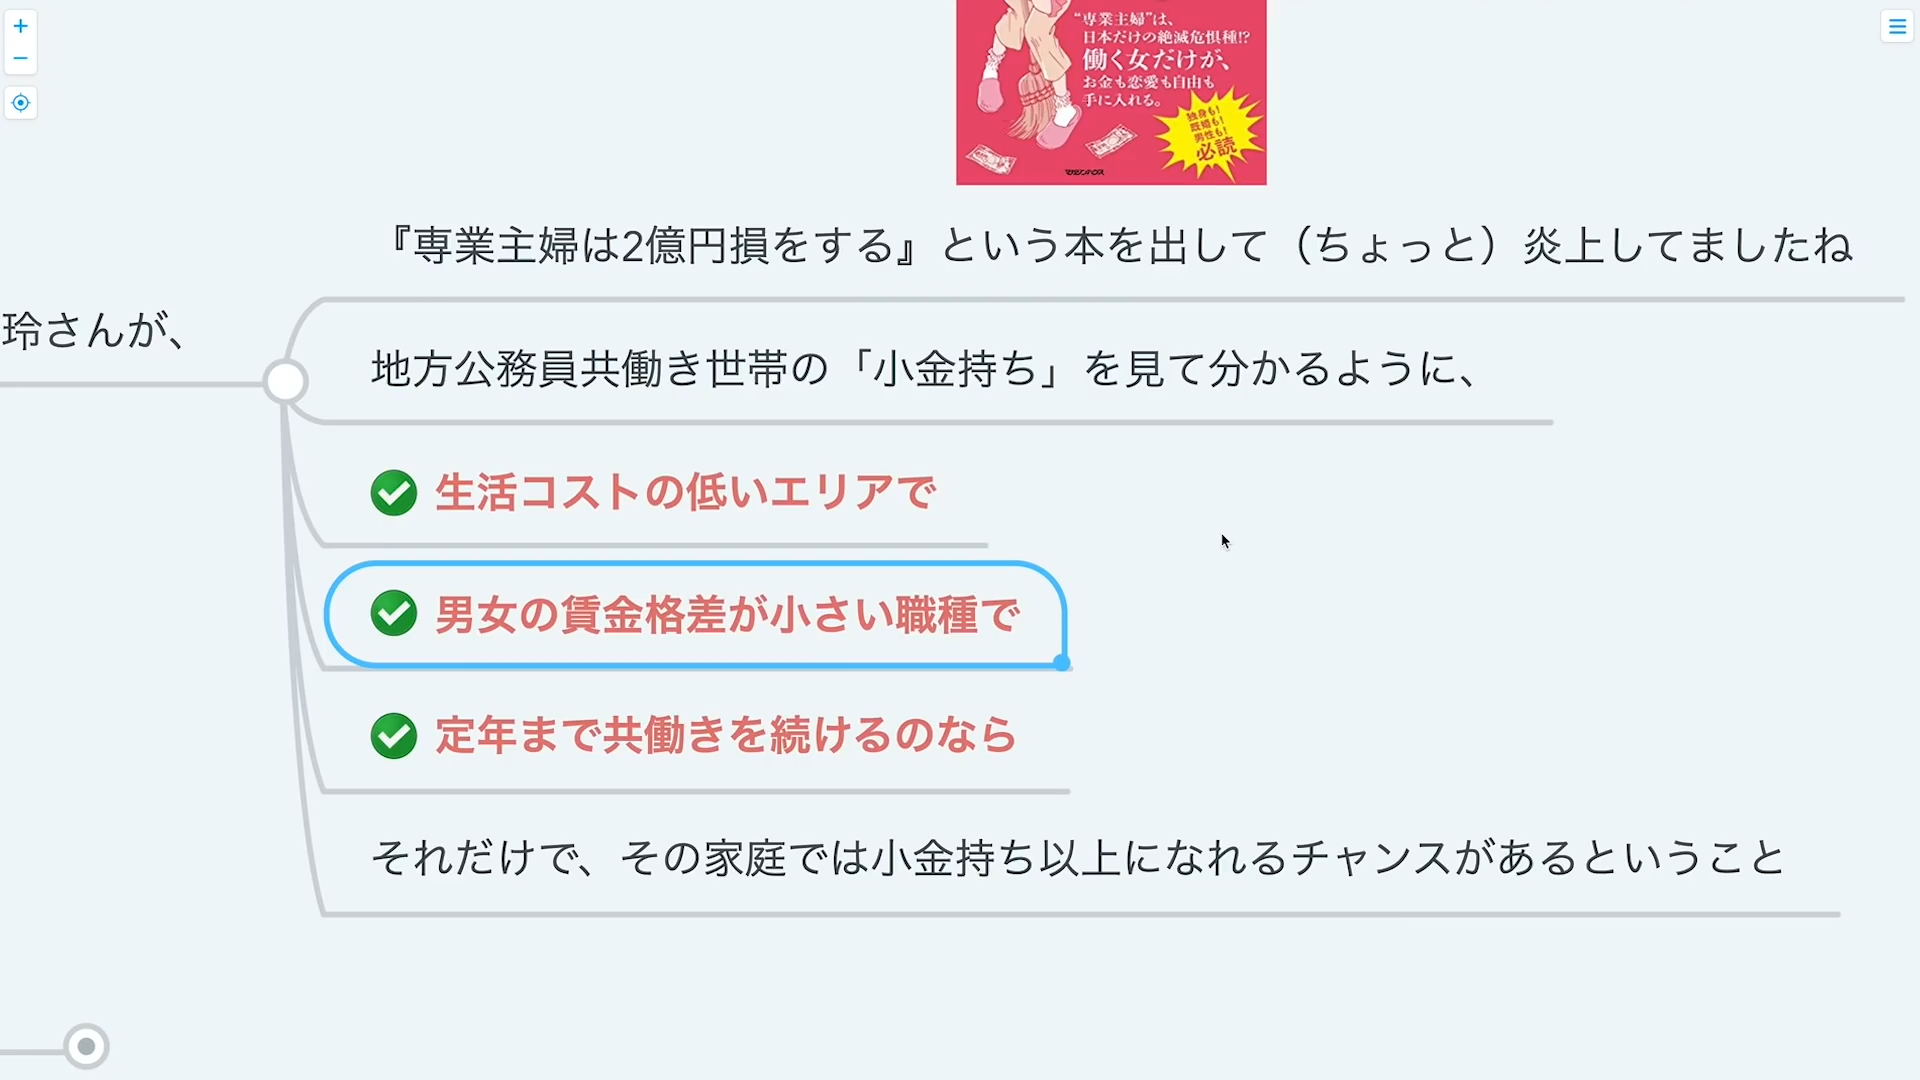 “専業主婦”は、
日本だけの絶滅危惧種!?
働く女だけが、
お金も恋愛も自由も
手に入れる。
独身も!
既婚も!
男性も!
必読
マガジンハウス
『専業主婦は2億円損をする』という本を出して（ちょっと）炎上してましたね
玲さんが、
地方公務員共働き世帯の「小金持ち」を見て分かるように、
生活コストの低いエリアで
男女の賃金格差が小さい職種で
定年まで共働きを続けるのなら
それだけで、その家庭では小金持ち以上になれるチャンスがあるということ